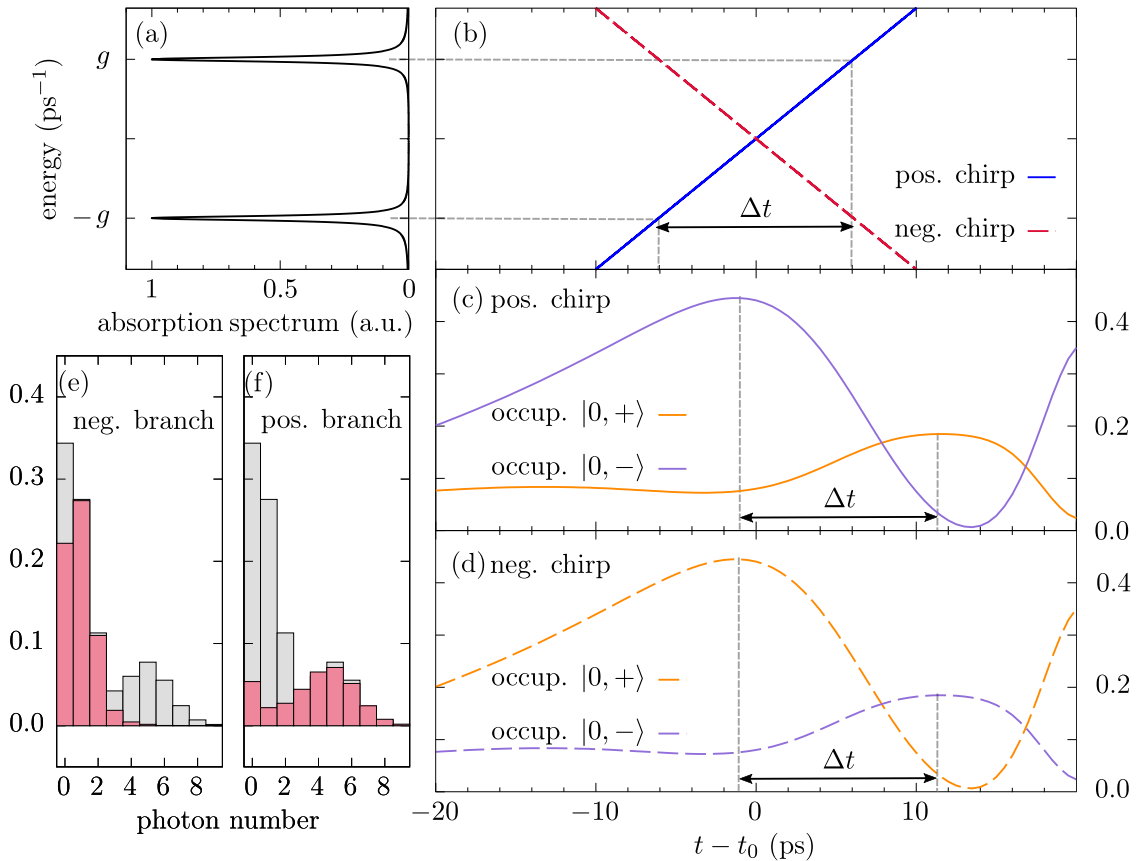 (a)
g
−g
energy (ps⁻¹)
1
0.5
0
absorption spectrum (a.u.)
(b)
pos. chirp
neg. chirp
Δt
(c) pos. chirp
occup. |0, +⟩
occup. |0, −⟩
Δt
0.4
0.2
0.0
(d) neg. chirp
occup. |0, +⟩
occup. |0, −⟩
Δt
0.4
0.2
0.0
−20
−10
0
10
t − t₀ (ps)
(e)
neg. branch
0.4
0.3
0.2
0.1
0.0
0 2 4 6 8
(f)
pos. branch
0 2 4 6 8
photon number